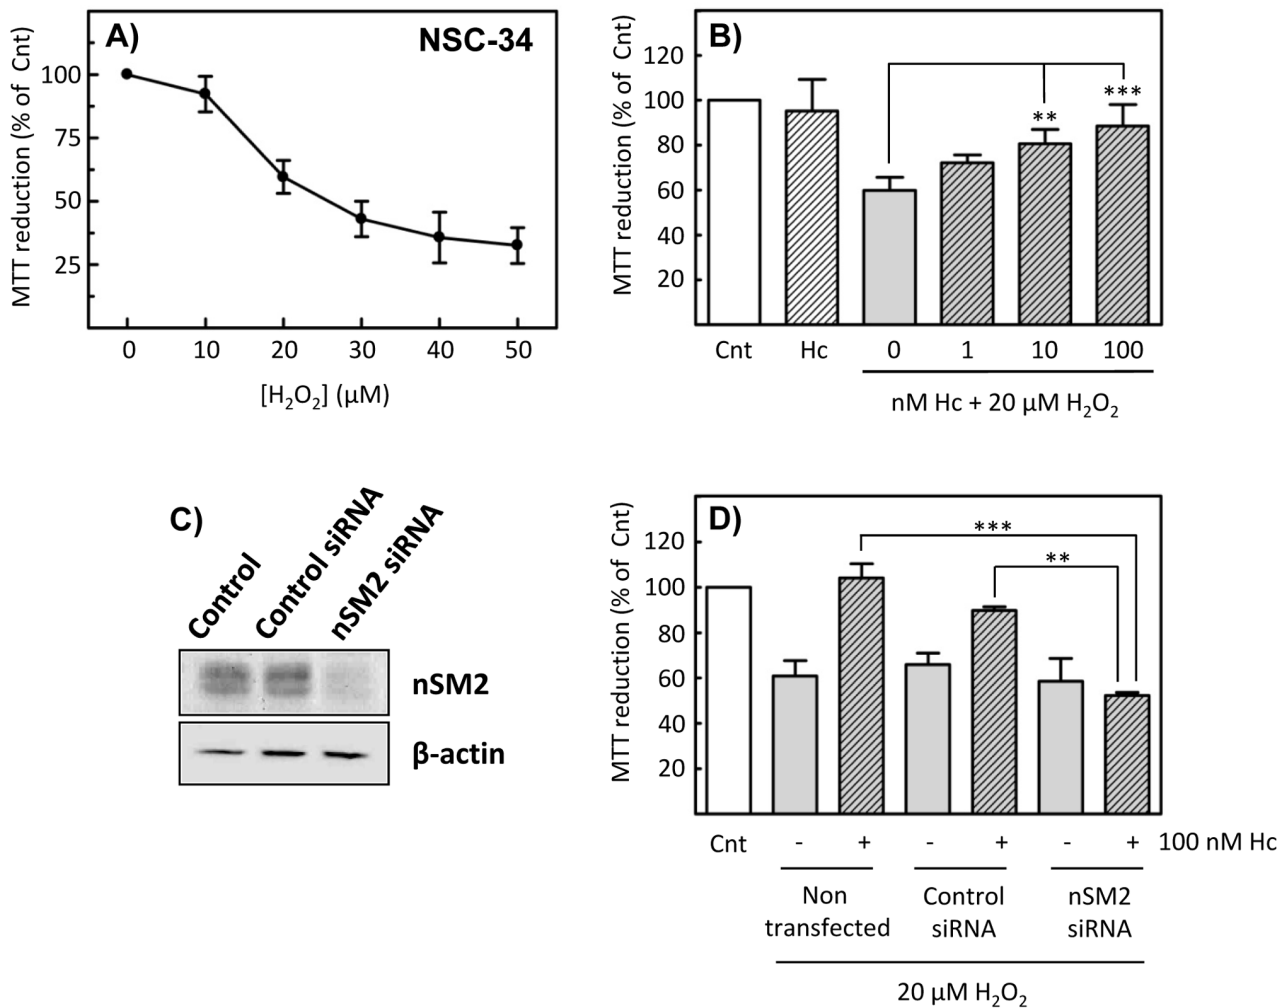 A)
NSC-34
MTT reduction (% of Cnt)
100
75
50
25
0 10 20 30 40 50
[H₂O₂] (µM)
B)
MTT reduction (% of Cnt)
120
100
80
60
40
20
**
***
Cnt Hc 0 1 10 100
nM Hc + 20 µM H₂O₂
C)
Control
Control siRNA
nSM2 siRNA
nSM2
β-actin
D)
MTT reduction (% of Cnt)
120
100
80
60
40
20
***
**
Cnt - + - + - + 100 nM Hc
Non transfected
Control siRNA
nSM2 siRNA
20 µM H₂O₂